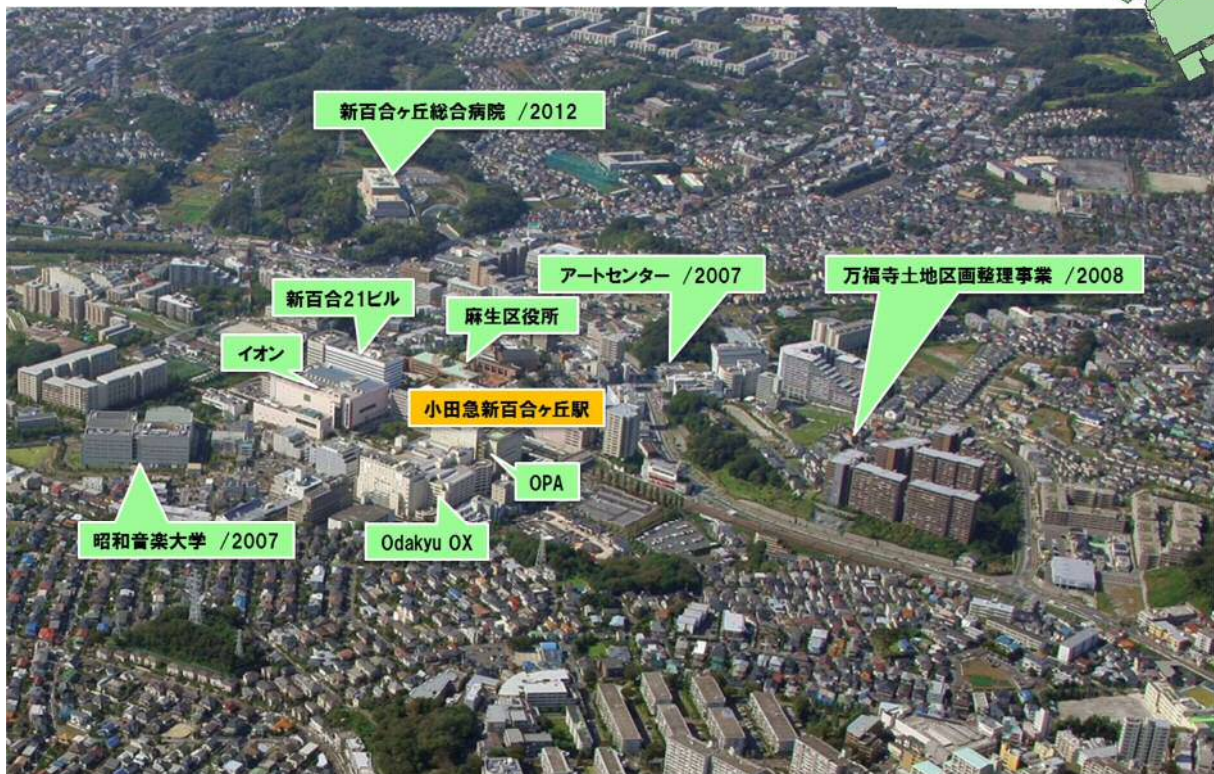 新百合ヶ丘総合病院 /2012
アートセンター /2007
万福寺土地区画整理事業 /2008
新百合21ビル
麻生区役所
イオン
小田急新百合ヶ丘駅
OPA
昭和音楽大学 /2007
Odakyu OX